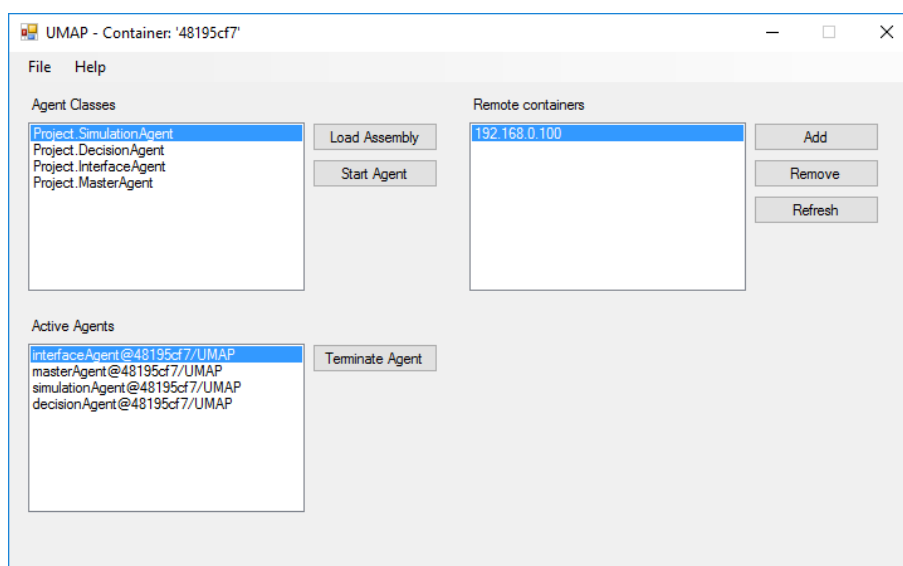 UMAP - Container: '48195cf7'
File Help
Agent Classes
Project.SimulationAgent
Project.DecisionAgent
Project.InterfaceAgent
Project.MasterAgent
Load Assembly
Start Agent
Remote containers
192.168.0.100
Add
Remove
Refresh
Active Agents
interfaceAgent@48195cf7/UMAP
masterAgent@48195cf7/UMAP
simulationAgent@48195cf7/UMAP
decisionAgent@48195cf7/UMAP
Terminate Agent